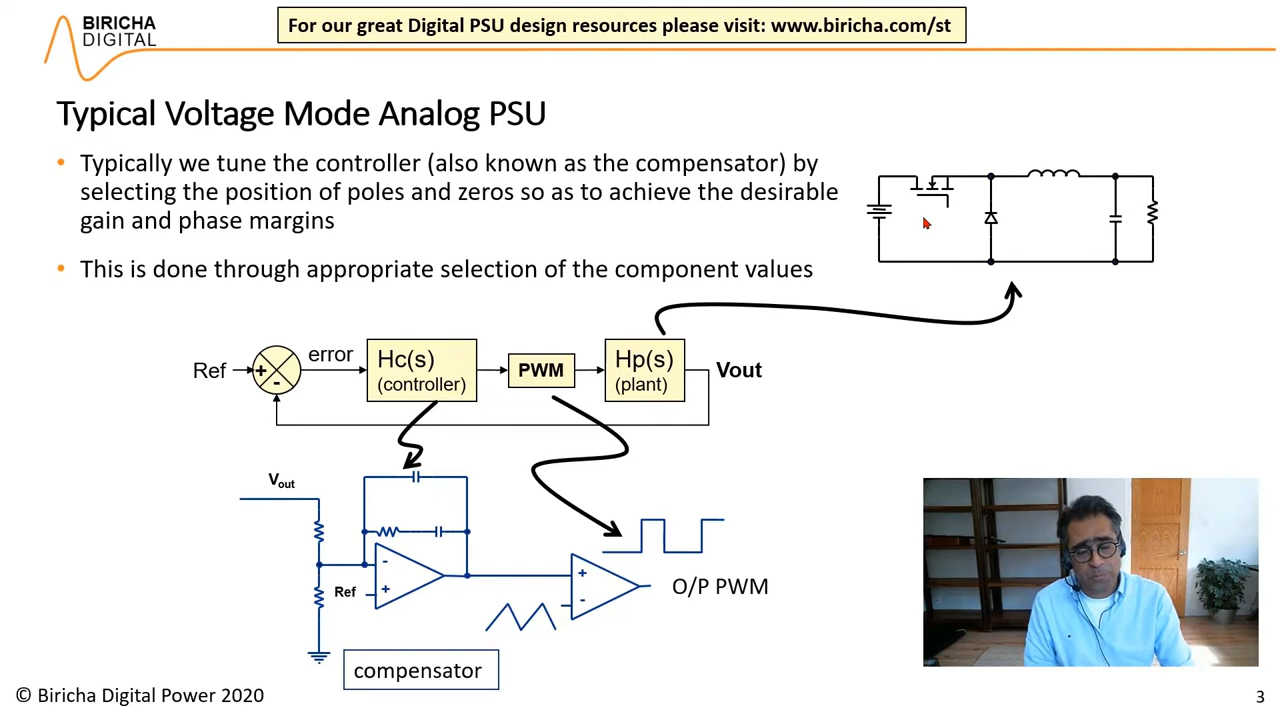 BIRICHA
DIGITAL
For our great Digital PSU design resources please visit: www.biricha.com/st
Typical Voltage Mode Analog PSU
• Typically we tune the controller (also known as the compensator) by
selecting the position of poles and zeros so as to achieve the desirable
gain and phase margins
• This is done through appropriate selection of the component values
Ref
+
-
error
Hc(s)
(controller)
PWM
Hp(s)
(plant)
Vout
Vout
-
+
Ref
+
-
O/P PWM
compensator
© Biricha Digital Power 2020
3